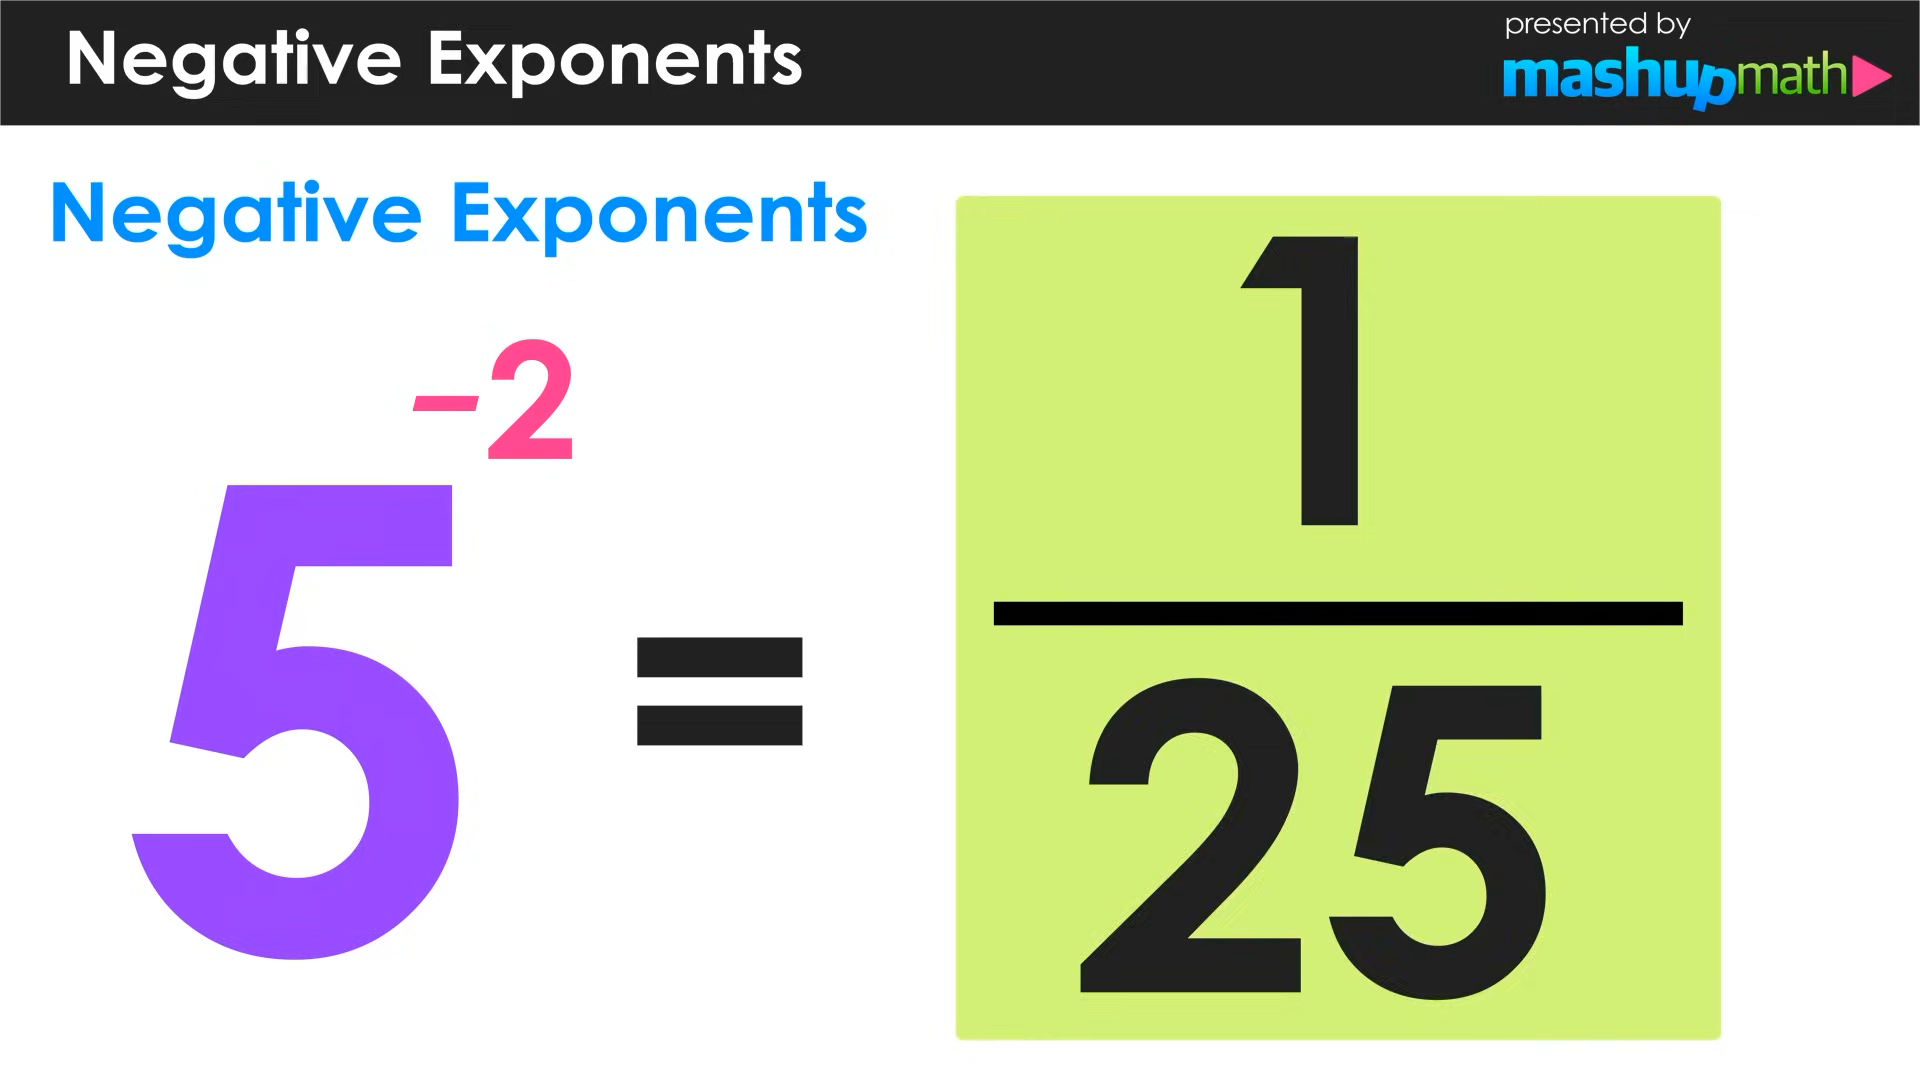 Negative Exponents
presented by
mashupmath
Negative Exponents
5⁻² =
1
25